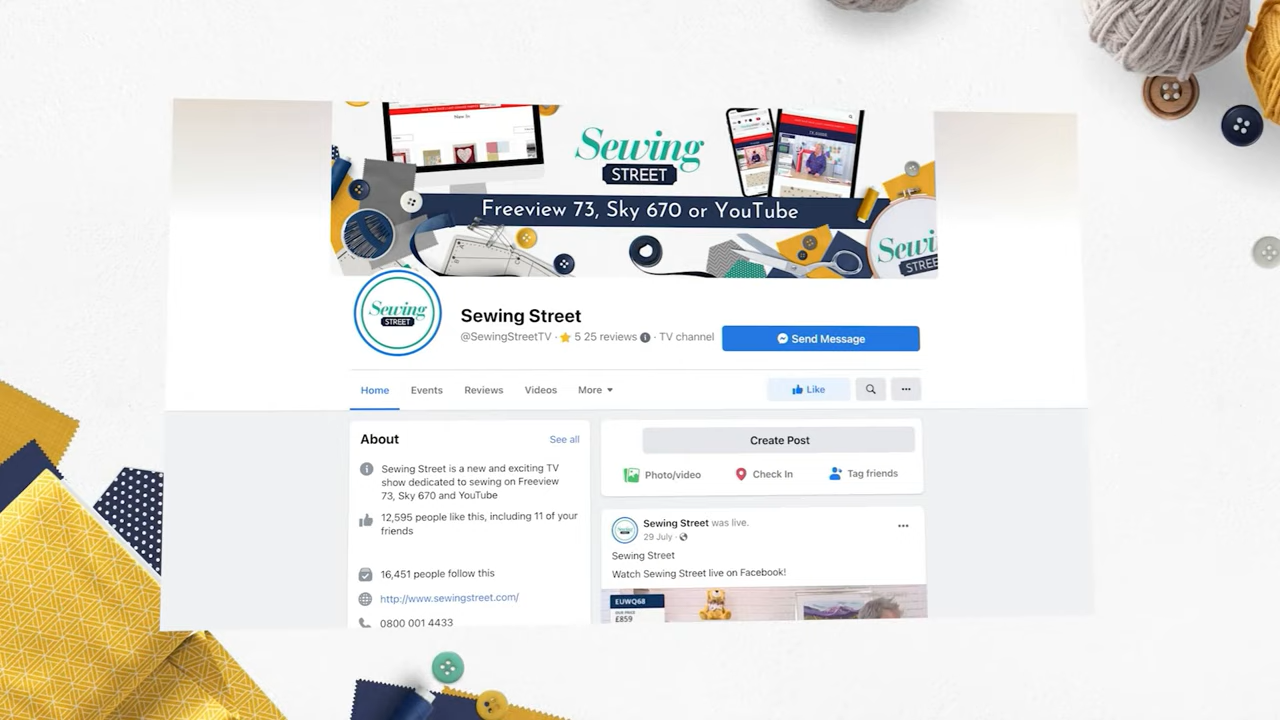 Sewing
STREET
Freeview 73, Sky 670 or YouTube
Sewi
STREE
Sewing
STREET
Sewing Street
@SewingStreetTV · 5 25 reviews · TV channel
Send Message
Home Events Reviews Videos More
Like
About
See all
Sewing Street is a new and exciting TV
show dedicated to sewing on Freeview
73, Sky 670 and YouTube
12,595 people like this, including 11 of your
friends
16,451 people follow this
http://www.sewingstreet.com/
0800 001 4433
Create Post
Photo/video Check In Tag friends
Sewing Street was live.
29 July ·
Sewing Street
Watch Sewing Street live on Facebook!
EUWQ68
OUR PRICE
£859